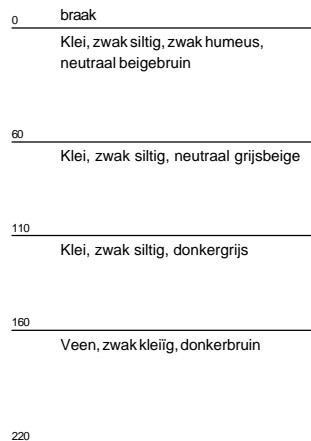 0 braak
Klei, zwak siltig, zwak humeus,
neutraal beigebruin
60
Klei, zwak siltig, neutraal grijsbeige
110
Klei, zwak siltig, donkergrijs
160
Veen, zwak kleiïg, donkerbruin
220